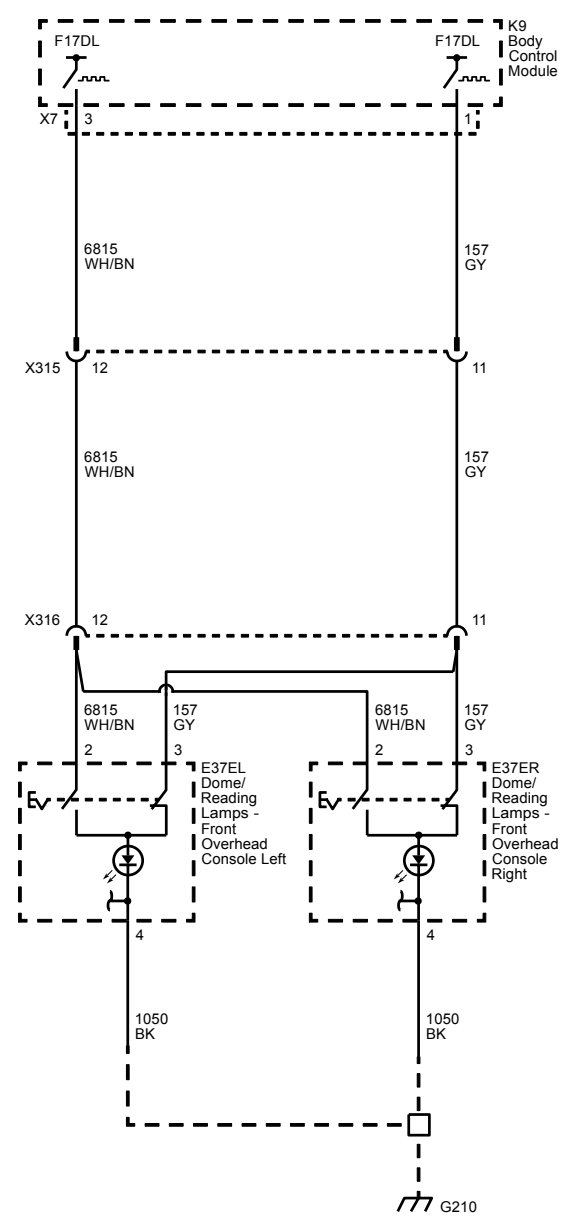 F17DL
F17DL
K9
Body
Control
Module
X7
3
1
6815
WH/BN
157
GY
X315
12
11
6815
WH/BN
157
GY
X316
12
11
6815
WH/BN
157
GY
6815
WH/BN
157
GY
2
3
2
3
E37EL
Dome/
Reading
Lamps -
Front
Overhead
Console Left
E37ER
Dome/
Reading
Lamps -
Front
Overhead
Console
Right
4
4
1050
BK
1050
BK
G210